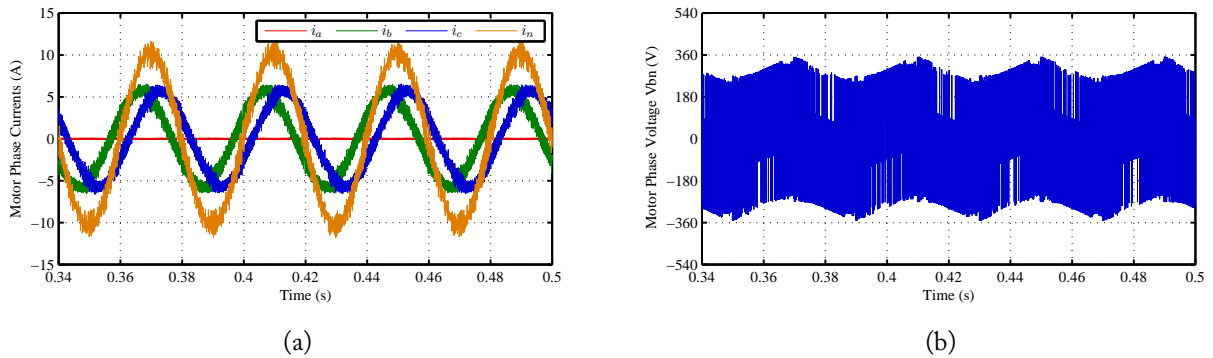 Motor Phase Currents (A)
15
10
5
0
−5
−10
−15
i_a i_b i_c i_n
0.34 0.36 0.38 0.4 0.42 0.44 0.46 0.48 0.5
Time (s)
(a)
Motor Phase Voltage Vbn (V)
540
360
180
0
−180
−360
−540
0.34 0.36 0.38 0.4 0.42 0.44 0.46 0.48 0.5
Time (s)
(b)